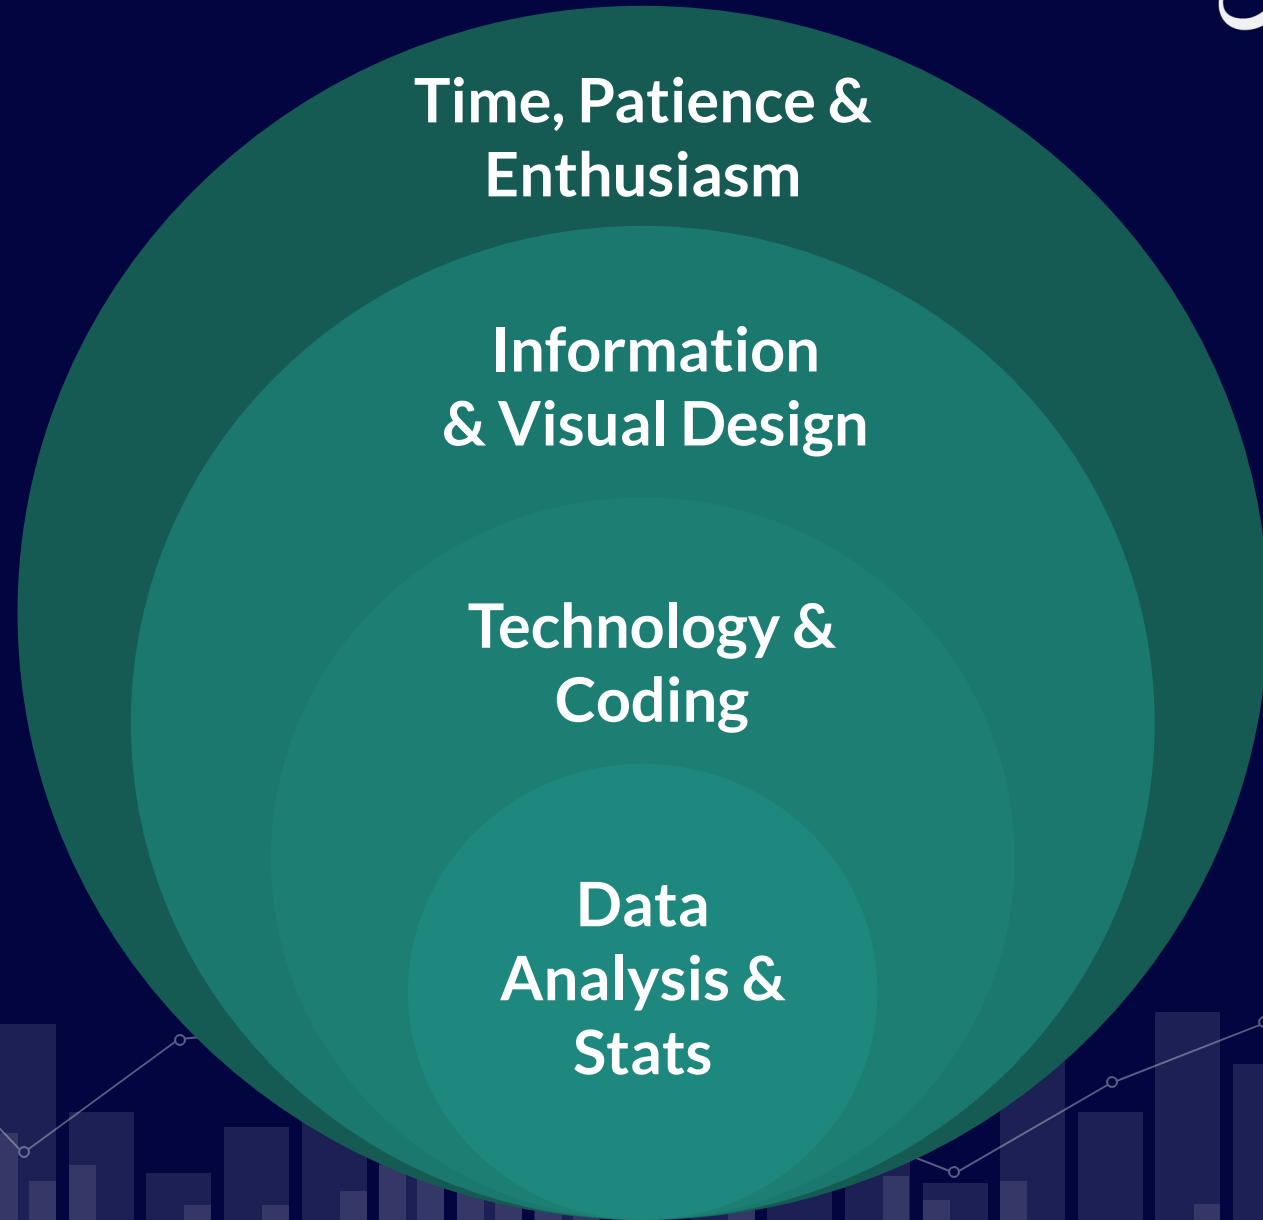 Time, Patience &
Enthusiasm
Information
& Visual Design
Technology &
Coding
Data
Analysis &
Stats